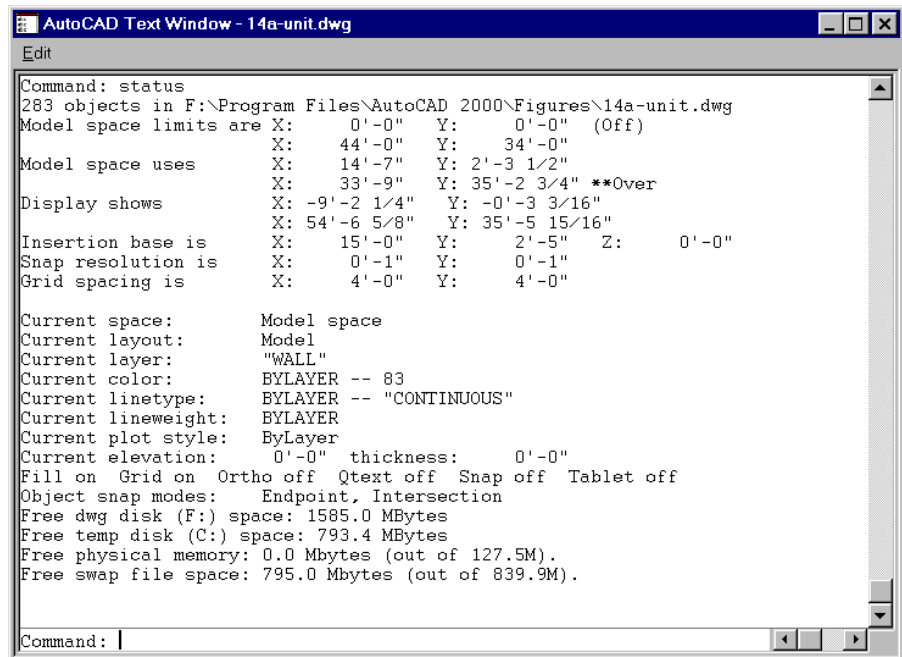 AutoCAD Text Window - 14a-unit.dwg
Edit
Command: status
283 objects in F:\Program Files\AutoCAD 2000\Figures\14a-unit.dwg
Model space limits are X: 0'-0" Y: 0'-0" (Off)
X: 44'-0" Y: 34'-0"
Model space uses X: 14'-7" Y: 2'-3 1/2"
X: 33'-9" Y: 35'-2 3/4" **Over
Display shows X: -9'-2 1/4" Y: -0'-3 3/16"
X: 54'-6 5/8" Y: 35'-5 15/16"
Insertion base is X: 15'-0" Y: 2'-5" Z: 0'-0"
Snap resolution is X: 0'-1" Y: 0'-1"
Grid spacing is X: 4'-0" Y: 4'-0"
Current space: Model space
Current layout: Model
Current layer: "WALL"
Current color: BYLAYER -- 83
Current linetype: BYLAYER -- "CONTINUOUS"
Current lineweight: BYLAYER
Current plot style: ByLayer
Current elevation: 0'-0" thickness: 0'-0"
Fill on Grid on Ortho off Qtext off Snap off Tablet off
Object snap modes: Endpoint, Intersection
Free dwg disk (F:) space: 1585.0 MBytes
Free temp disk (C:) space: 793.4 MBytes
Free physical memory: 0.0 Mbytes (out of 127.5M).
Free swap file space: 795.0 Mbytes (out of 839.9M).
Command: